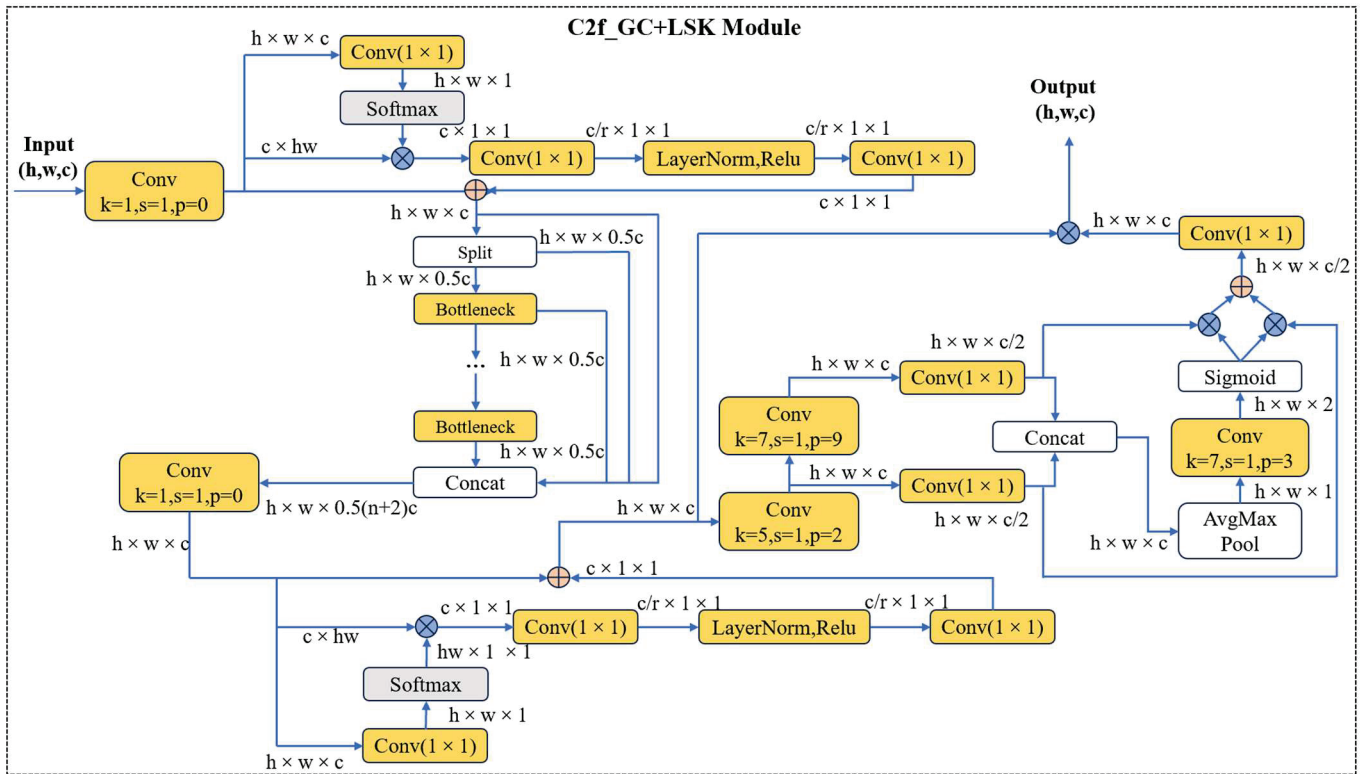 C2f_GC+LSK Module
h × w × c
Conv(1 × 1)
h × w × 1
Softmax
Output
(h,w,c)
Input
(h,w,c)
c × hw
c × 1 × 1
c/r × 1 × 1
c/r × 1 × 1
Conv(1 × 1)
LayerNorm,Relu
Conv(1 × 1)
Conv
k=1,s=1,p=0
c × 1 × 1
h × w × c
Split
h × w × 0.5c
h × w × 0.5c
Bottleneck
...
h × w × 0.5c
Bottleneck
h × w × 0.5c
Concat
Conv
k=1,s=1,p=0
h × w × 0.5(n+2)c
h × w × c
h × w × c
Conv(1 × 1)
h × w × c/2
Sigmoid
h × w × 2
Conv
k=7,s=1,p=3
h × w × 1
AvgMax
Pool
h × w × c
h × w × c/2
h × w × c
Conv(1 × 1)
Conv
k=7,s=1,p=9
Concat
h × w × c
Conv(1 × 1)
h × w × c/2
h × w × c
Conv
k=5,s=1,p=2
c × 1 × 1
c × hw
c × 1 × 1
c/r × 1 × 1
c/r × 1 × 1
Conv(1 × 1)
LayerNorm,Relu
Conv(1 × 1)
hw × 1 × 1
Softmax
h × w × 1
Conv(1 × 1)
h × w × c